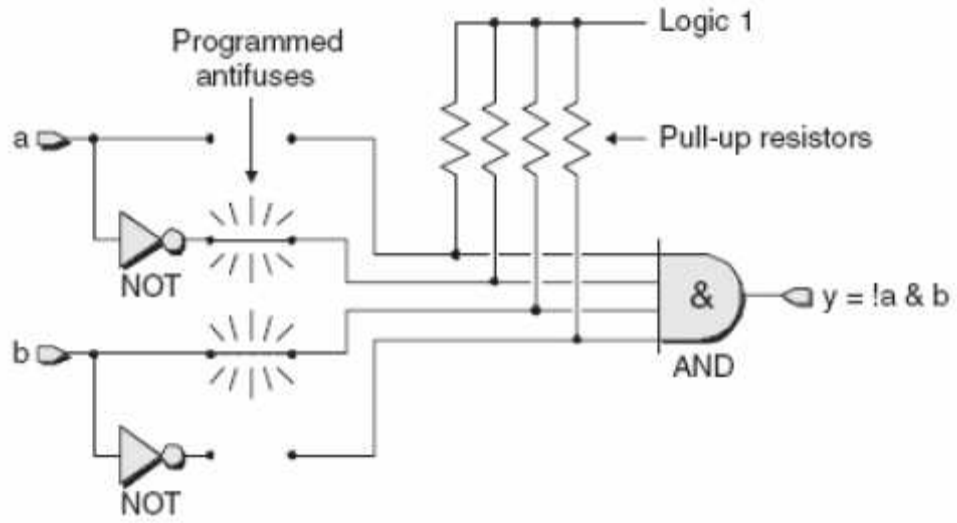 Logic 1
Programmed
antifuses
a
Pull-up resistors
NOT
&
y = !a & b
b
AND
NOT